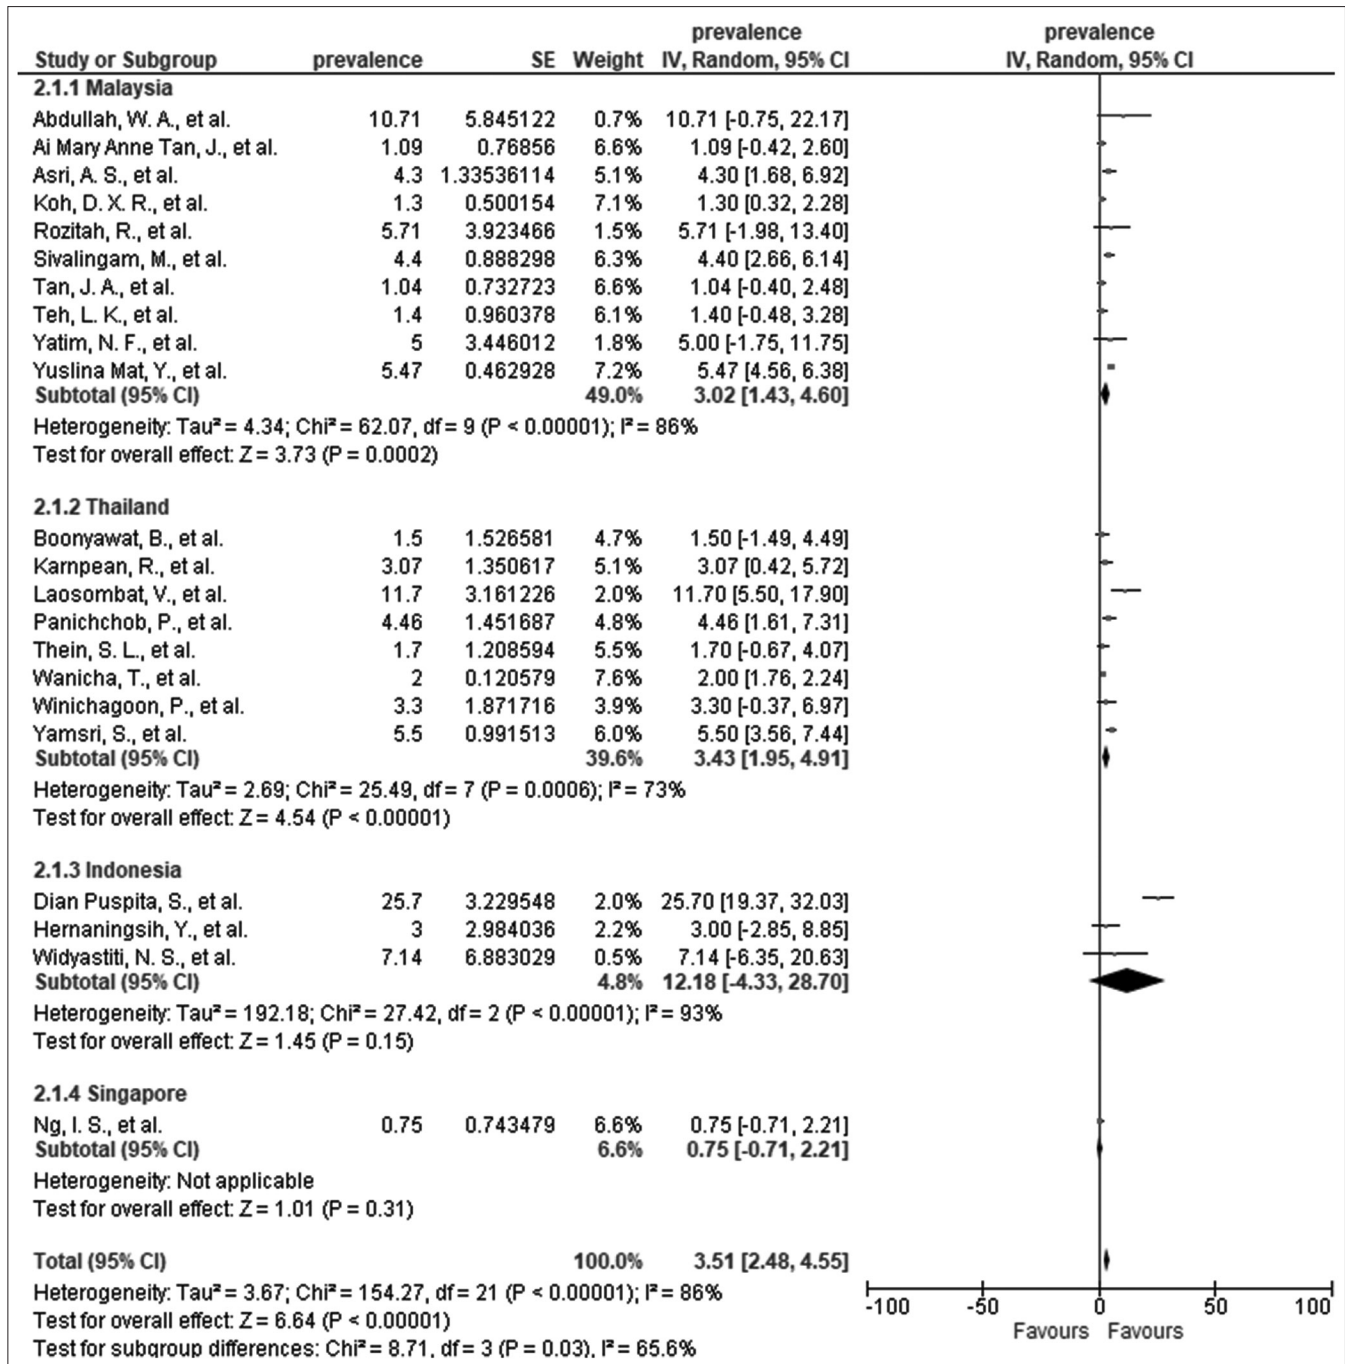 prevalence prevalence
Study or Subgroup prevalence SE Weight IV, Random, 95% CI IV, Random, 95% CI
2.1.1 Malaysia
Abdullah, W. A., et al. 10.71 5.845122 0.7% 10.71 [-0.75, 22.17]
Ai Mary Anne Tan, J., et al. 1.09 0.76856 6.6% 1.09 [-0.42, 2.60]
Asri, A. S., et al. 4.3 1.33536114 5.1% 4.30 [1.68, 6.92]
Koh, D. X. R., et al. 1.3 0.500154 7.1% 1.30 [0.32, 2.28]
Rozitah, R., et al. 5.71 3.923466 1.5% 5.71 [-1.98, 13.40]
Sivalingam, M., et al. 4.4 0.888298 6.3% 4.40 [2.66, 6.14]
Tan, J. A., et al. 1.04 0.732723 6.6% 1.04 [-0.40, 2.48]
Teh, L. K., et al. 1.4 0.960378 6.1% 1.40 [-0.48, 3.28]
Yatim, N. F., et al. 5 3.446012 1.8% 5.00 [-1.75, 11.75]
Yuslina Mat, Y., et al. 5.47 0.462928 7.2% 5.47 [4.56, 6.38]
Subtotal (95% CI) 49.0% 3.02 [1.43, 4.60]
Heterogeneity: Tau² = 4.34; Chi² = 62.07, df = 9 (P < 0.00001); I² = 86%
Test for overall effect: Z = 3.73 (P = 0.0002)
2.1.2 Thailand
Boonyawat, B., et al. 1.5 1.526581 4.7% 1.50 [-1.49, 4.49]
Karnpean, R., et al. 3.07 1.350617 5.1% 3.07 [0.42, 5.72]
Laosombat, V., et al. 11.7 3.161226 2.0% 11.70 [5.50, 17.90]
Panichchob, P., et al. 4.46 1.451687 4.8% 4.46 [1.61, 7.31]
Thein, S. L., et al. 1.7 1.208594 5.5% 1.70 [-0.67, 4.07]
Wanicha, T., et al. 2 0.120579 7.6% 2.00 [1.76, 2.24]
Winichagoon, P., et al. 3.3 1.871716 3.9% 3.30 [-0.37, 6.97]
Yamsri, S., et al. 5.5 0.991513 6.0% 5.50 [3.56, 7.44]
Subtotal (95% CI) 39.6% 3.43 [1.95, 4.91]
Heterogeneity: Tau² = 2.69; Chi² = 25.49, df = 7 (P = 0.0006); I² = 73%
Test for overall effect: Z = 4.54 (P < 0.00001)
2.1.3 Indonesia
Dian Puspita, S., et al. 25.7 3.229548 2.0% 25.70 [19.37, 32.03]
Hernaningsih, Y., et al. 3 2.984036 2.2% 3.00 [-2.85, 8.85]
Widyastiti, N. S., et al. 7.14 6.883029 0.5% 7.14 [-6.35, 20.63]
Subtotal (95% CI) 4.8% 12.18 [-4.33, 28.70]
Heterogeneity: Tau² = 192.18; Chi² = 27.42, df = 2 (P < 0.00001); I² = 93%
Test for overall effect: Z = 1.45 (P = 0.15)
2.1.4 Singapore
Ng, I. S., et al. 0.75 0.743479 6.6% 0.75 [-0.71, 2.21]
Subtotal (95% CI) 6.6% 0.75 [-0.71, 2.21]
Heterogeneity: Not applicable
Test for overall effect: Z = 1.01 (P = 0.31)
Total (95% CI) 100.0% 3.51 [2.48, 4.55]
Heterogeneity: Tau² = 3.67; Chi² = 154.27, df = 21 (P < 0.00001); I² = 86%
-100 -50 0 50 100
Test for overall effect: Z = 6.64 (P < 0.00001)
Favours Favours
Test for subgroup differences: Chi² = 8.71, df = 3 (P = 0.03), I² = 65.6%